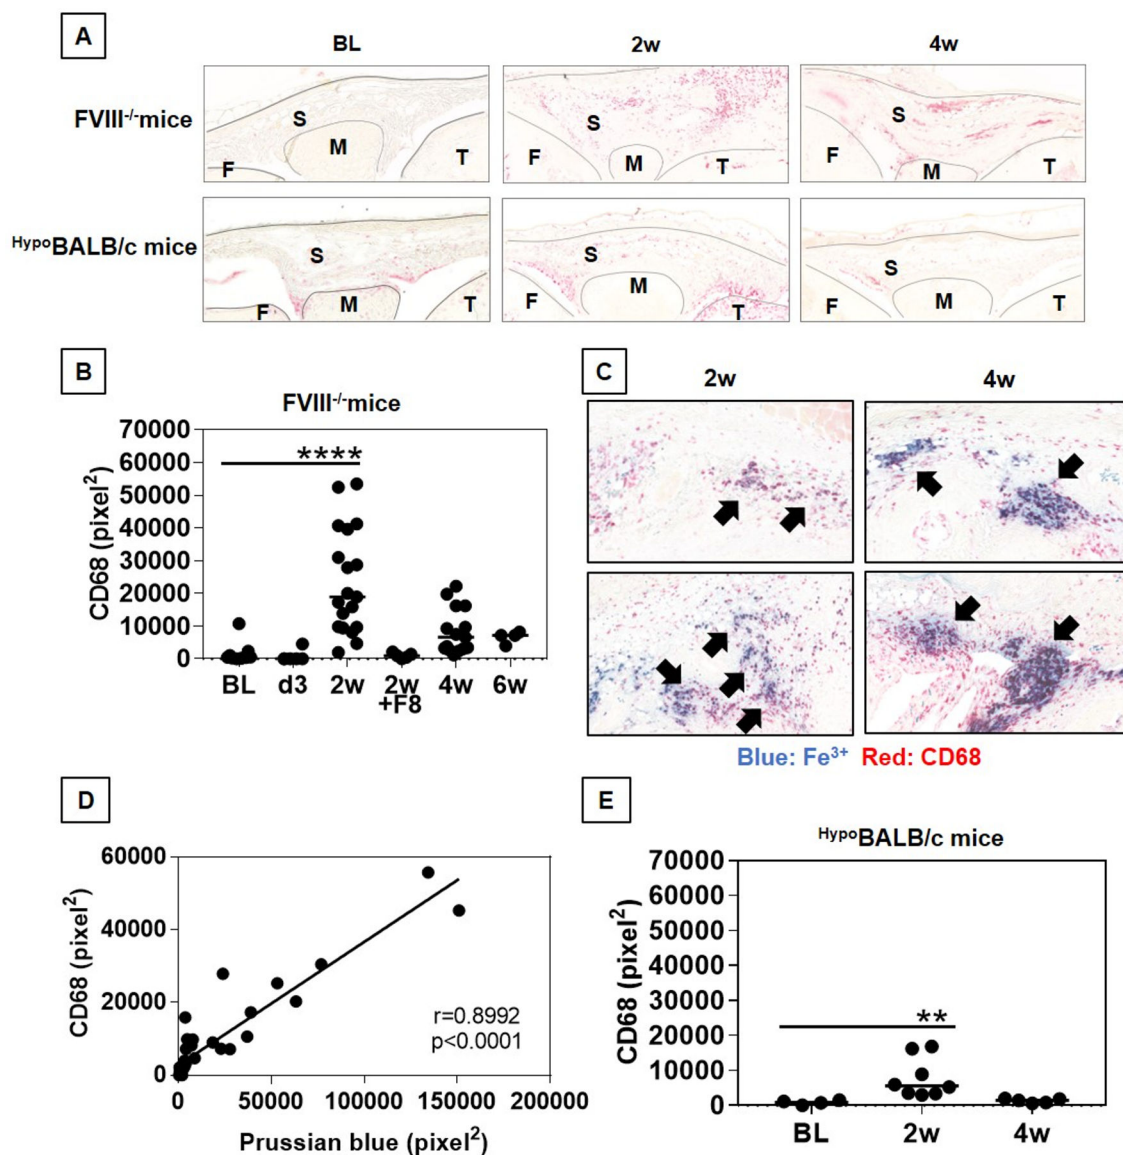 A
BL 2w 4w
FVIII⁻/⁻mice
S M F T
S F M T
S F M T
ᴴʸᵖᵒBALB/c mice
S F M T
S M T
S M F T
B
FVIII⁻/⁻mice
CD68 (pixel²)
70000
60000
50000
40000
30000
20000
10000
0
****
BL d3 2w 2w 4w 6w
+F8
C
2w 4w
Blue: Fe³⁺ Red: CD68
D
CD68 (pixel²)
60000
40000
20000
0
r=0.8992
p<0.0001
0 50000 100000 150000 200000
Prussian blue (pixel²)
E
ᴴʸᵖᵒBALB/c mice
CD68 (pixel²)
70000
60000
50000
40000
30000
20000
10000
0
**
BL 2w 4w